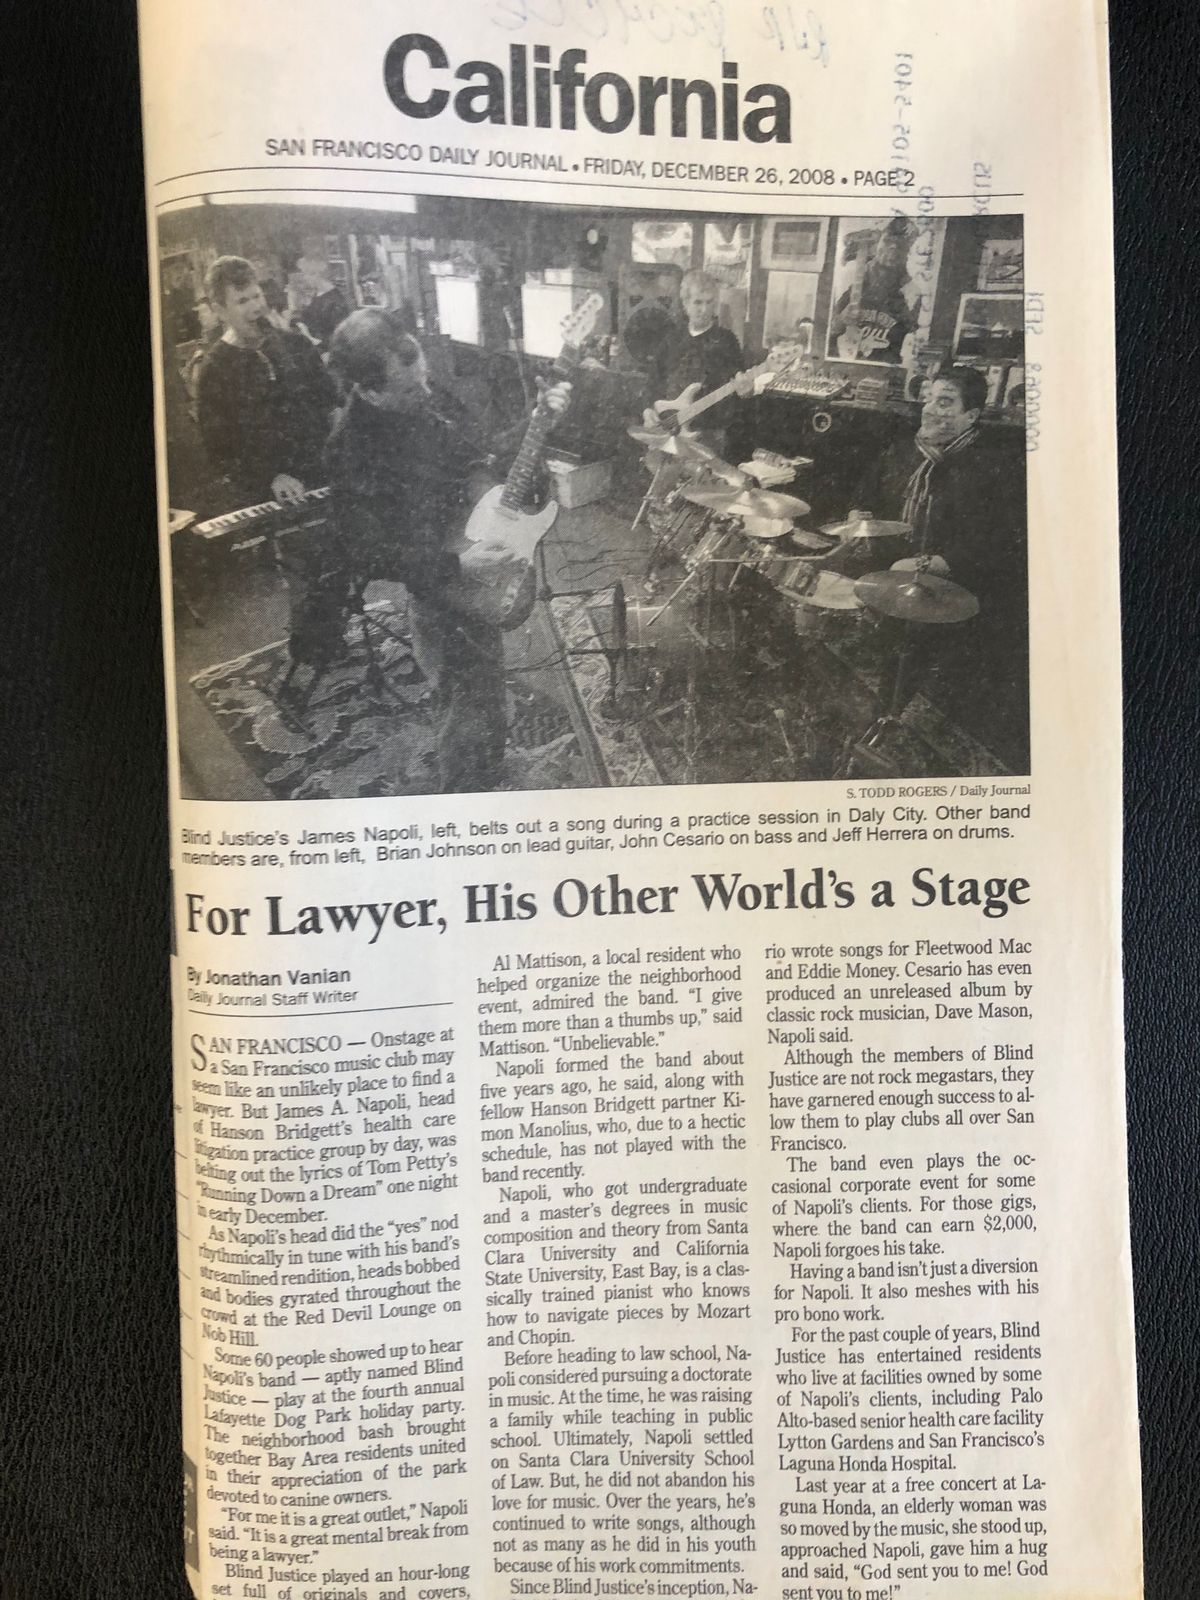 California
SAN FRANCISCO DAILY JOURNAL • FRIDAY, DECEMBER 26, 2008 • PAGE 2
S. TODD ROGERS / Daily Journal
Blind Justice's James Napoli, left, belts out a song during a practice session in Daly City. Other band
members are, from left, Brian Johnson on lead guitar, John Cesario on bass and Jeff Herrera on drums.
For Lawyer, His Other World's a Stage
By Jonathan Vanian
Daily Journal Staff Writer
SAN FRANCISCO — Onstage at
a San Francisco music club may
seem like an unlikely place to find a
lawyer. But James A. Napoli, head
of Hanson Bridgett's health care
litigation practice group by day, was
belting out the lyrics of Tom Petty's
"Running Down a Dream" one night
in early December.
As Napoli's head did the "yes" nod
rhythmically in tune with his band's
streamlined rendition, heads bobbed
and bodies gyrated throughout the
crowd at the Red Devil Lounge on
Nob Hill.
Some 60 people showed up to hear
Napoli's band — aptly named Blind
Justice — play at the fourth annual
Lafayette Dog Park holiday party.
The neighborhood bash brought
together Bay Area residents united
in their appreciation of the park
devoted to canine owners.
"For me it is a great outlet," Napoli
said. "It is a great mental break from
being a lawyer."
Blind Justice played an hour-long
set full of originals and covers,
Al Mattison, a local resident who
helped organize the neighborhood
event, admired the band. "I give
them more than a thumbs up," said
Mattison. "Unbelievable."
Napoli formed the band about
five years ago, he said, along with
fellow Hanson Bridgett partner Ki-
mon Manolius, who, due to a hectic
schedule, has not played with the
band recently.
Napoli, who got undergraduate
and a master's degrees in music
composition and theory from Santa
Clara University and California
State University, East Bay, is a clas-
sically trained pianist who knows
how to navigate pieces by Mozart
and Chopin.
Before heading to law school, Na-
poli considered pursuing a doctorate
in music. At the time, he was raising
a family while teaching in public
school. Ultimately, Napoli settled
on Santa Clara University School
of Law. But, he did not abandon his
love for music. Over the years, he's
continued to write songs, although
not as many as he did in his youth
because of his work commitments.
Since Blind Justice's inception, Na-
rio wrote songs for Fleetwood Mac
and Eddie Money. Cesario has even
produced an unreleased album by
classic rock musician, Dave Mason,
Napoli said.
Although the members of Blind
Justice are not rock megastars, they
have garnered enough success to al-
low them to play clubs all over San
Francisco.
The band even plays the oc-
casional corporate event for some
of Napoli's clients. For those gigs,
where the band can earn $2,000,
Napoli forgoes his take.
Having a band isn't just a diversion
for Napoli. It also meshes with his
pro bono work.
For the past couple of years, Blind
Justice has entertained residents
who live at facilities owned by some
of Napoli's clients, including Palo
Alto-based senior health care facility
Lytton Gardens and San Francisco's
Laguna Honda Hospital.
Last year at a free concert at La-
guna Honda, an elderly woman was
so moved by the music, she stood up,
approached Napoli, gave him a hug
and said, "God sent you to me! God
sent you to me!"